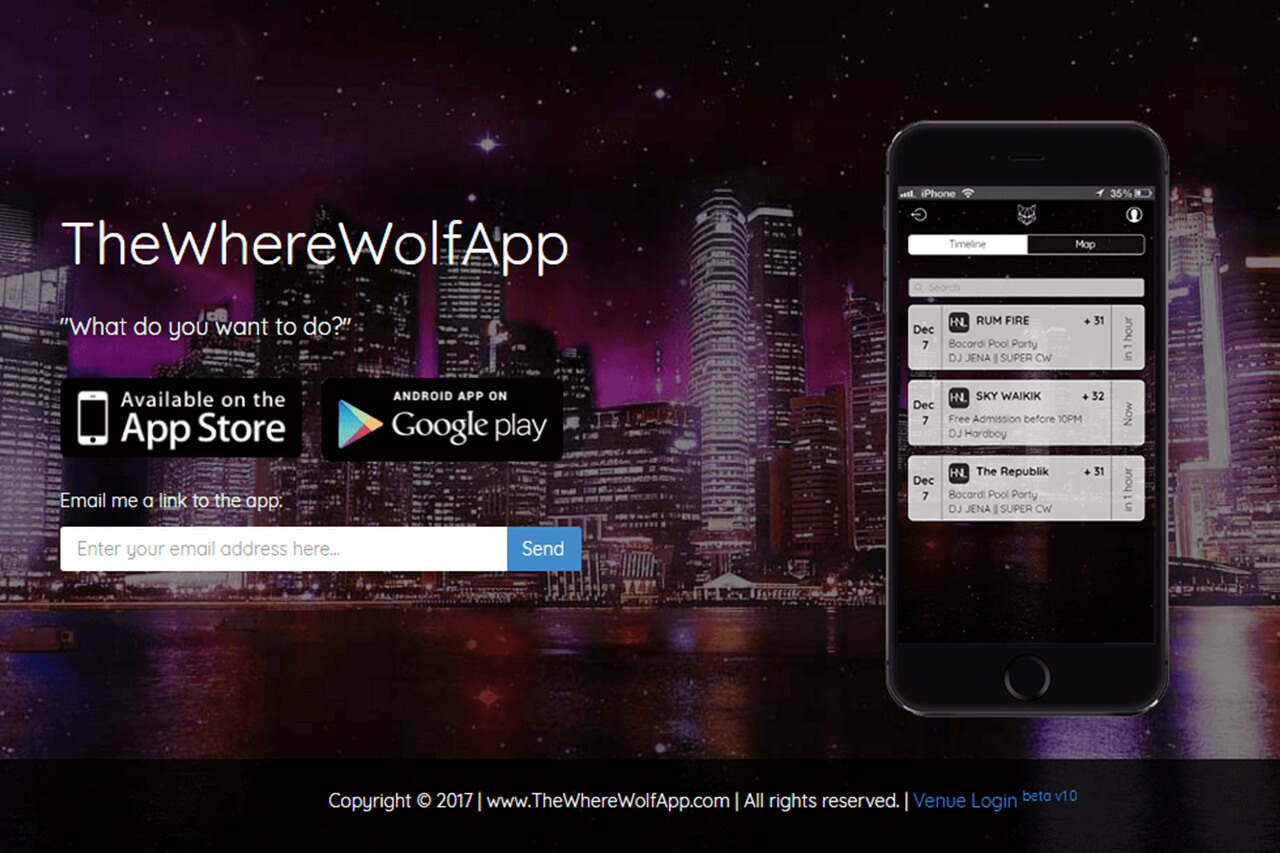 TheWhereWolfApp
"What do you want to do?"
Available on the
App Store
ANDROID APP ON
Google play
Email me a link to the app:
Enter your email address here...
Send
iPhone
35%
Timeline
Map
Search
Dec
7
HNL
RUM FIRE
+ 31
Bacardi Pool Party
DJ JENA || SUPER CW
in 1 hour
Dec
7
HNL
SKY WAIKIK
+ 32
Free Admission before 10PM
DJ Hardboy
Now
Dec
7
HNL
The Republik
+ 31
Bacardi Pool Party
DJ JENA || SUPER CW
in 1 hour
Copyright © 2017 | www.TheWhereWolfApp.com | All rights reserved. | Venue Login beta v1.0